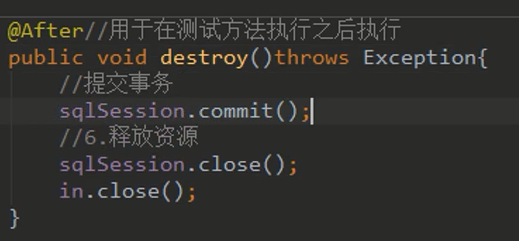 @After//用于在测试方法执行之后执行
public void destroy()throws Exception{
//提交事务
sqlSession.commit();
//6.释放资源
sqlSession.close();
in.close();
}